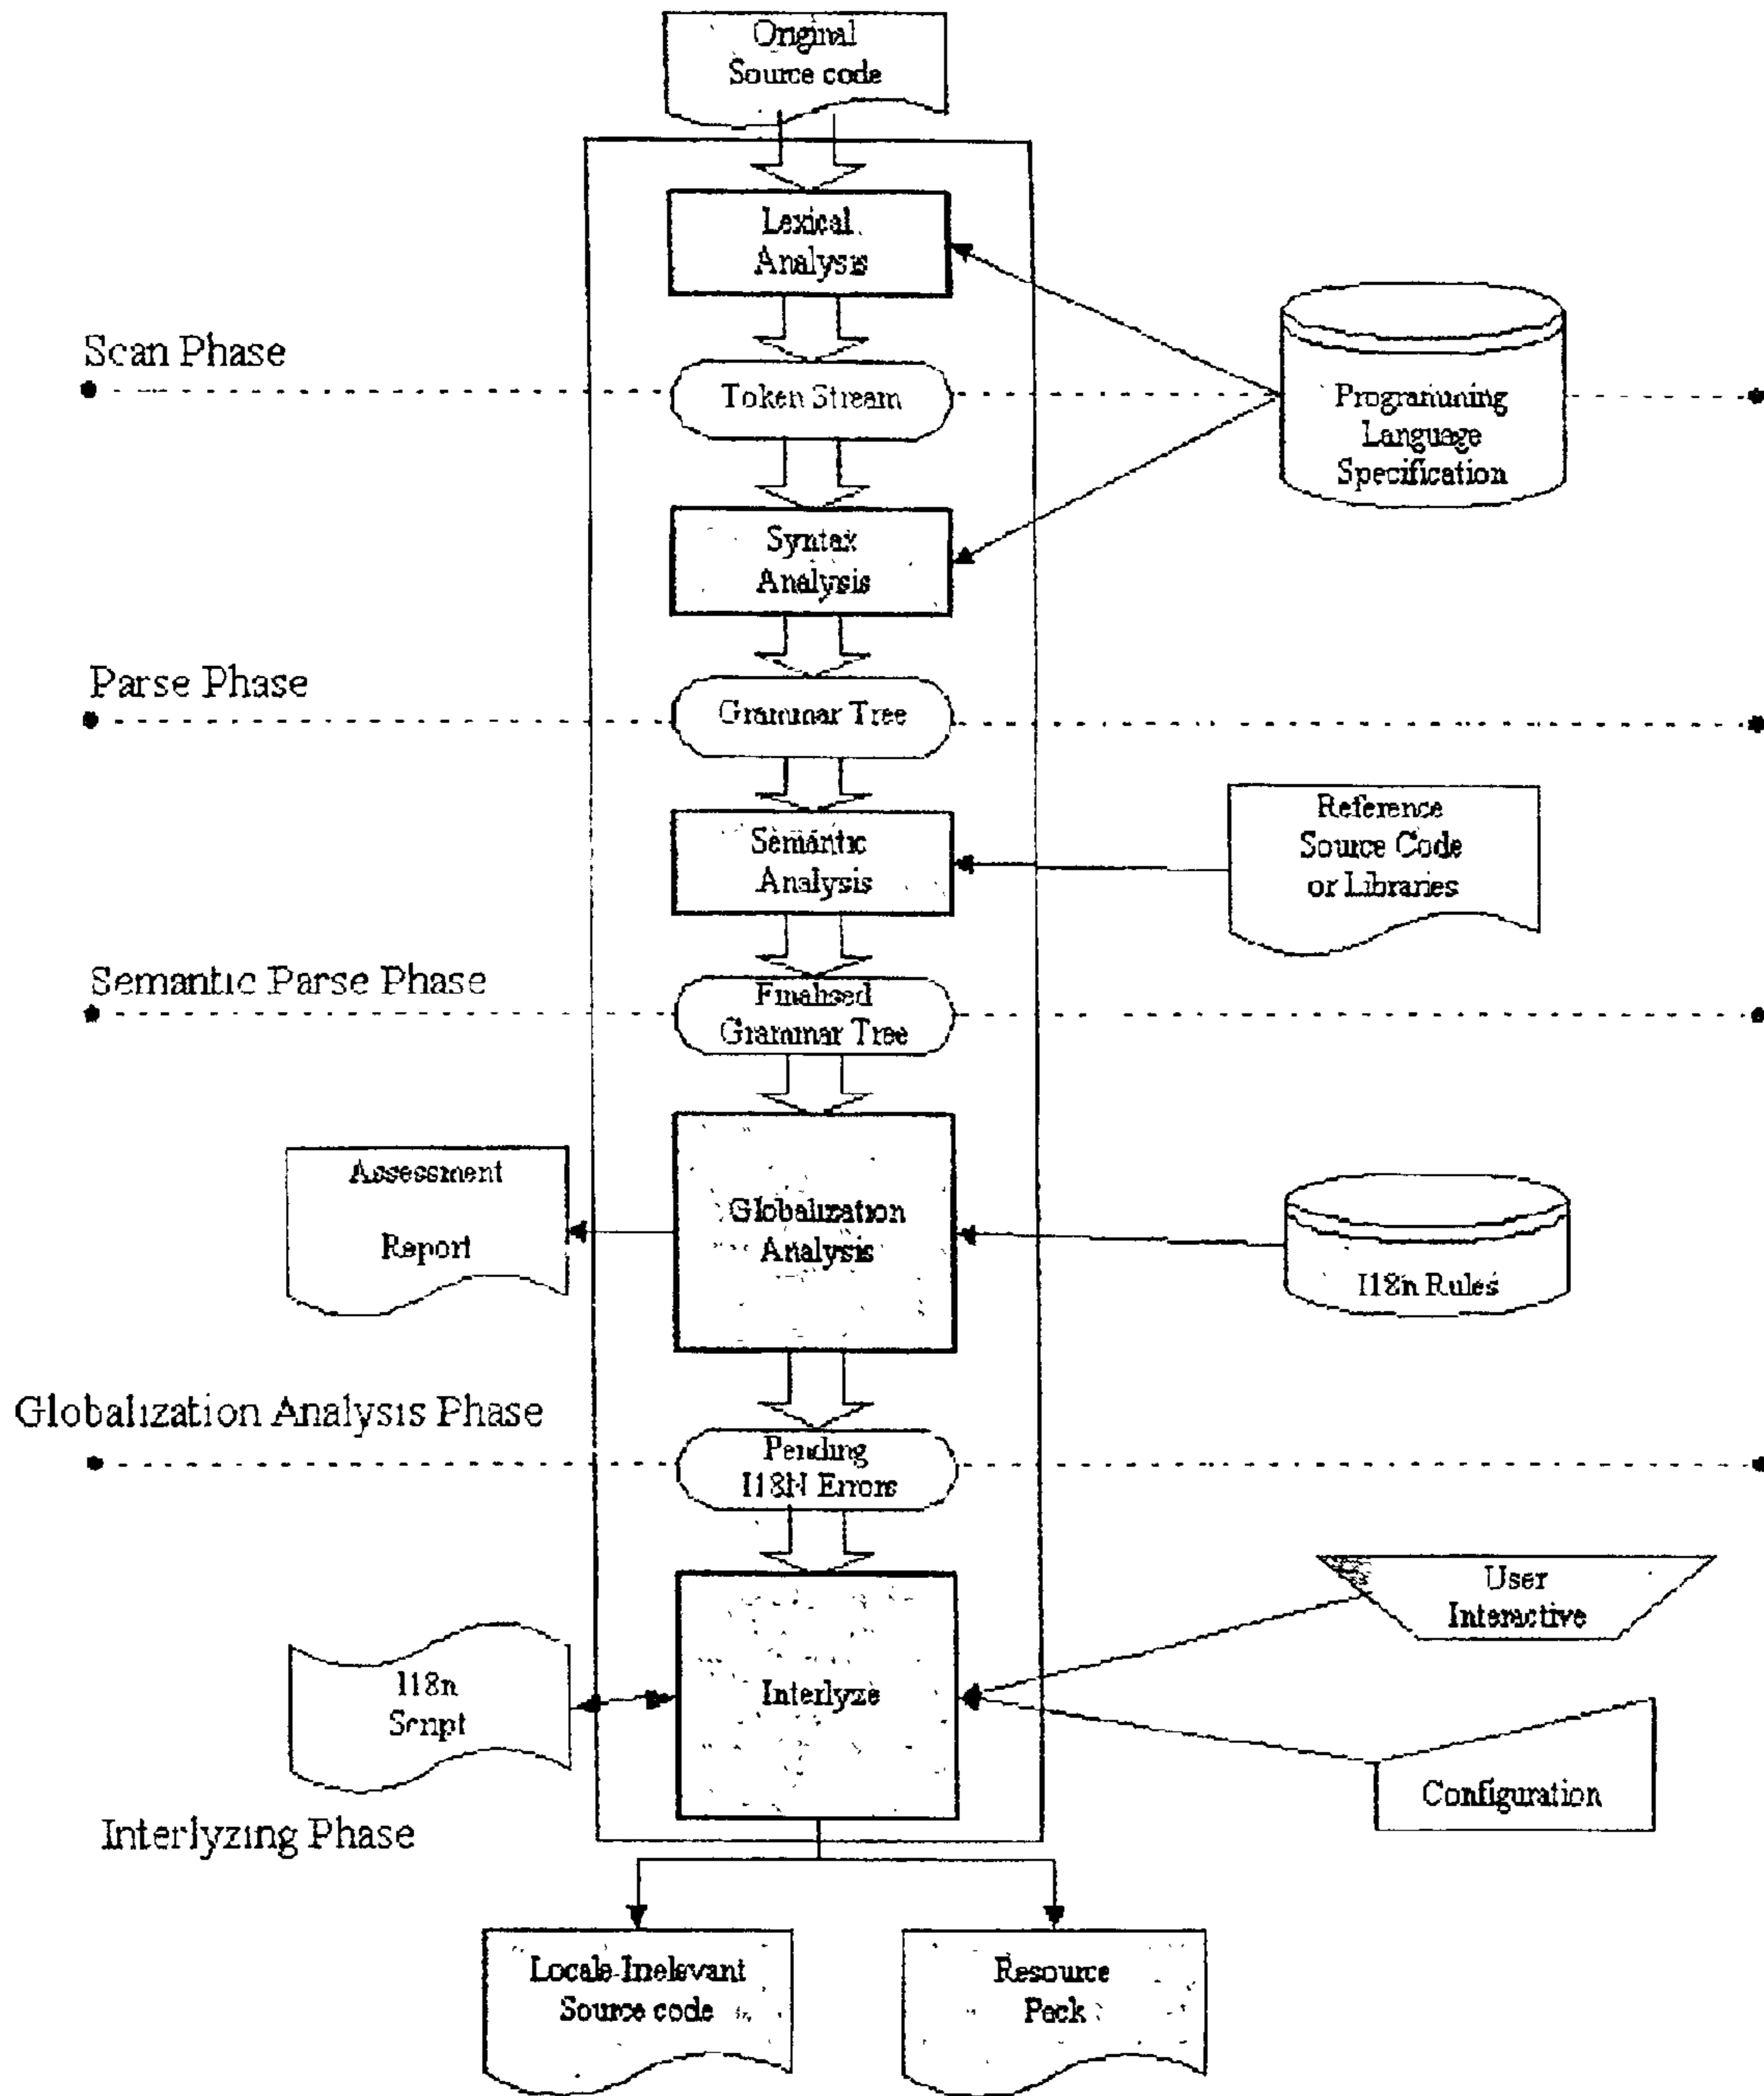 Original
Source code
Lexical
Analysis
Scan Phase
Token Stream
Programming
Language
Specification
Syntax
Analysis
Parse Phase
Grammar Tree
Semantic
Analysis
Reference
Source Code
or Libraries
Semantic Parse Phase
Finalised
Grammar Tree
Assessment
Report
Globalization
Analysis
I18n Rules
Globalization Analysis Phase
Pending
I18N Errors
User
Interactive
I18n
Script
Interlyze
Configuration
Interlyzing Phase
Locale-Irrelevant
Source code
Resource
Pack